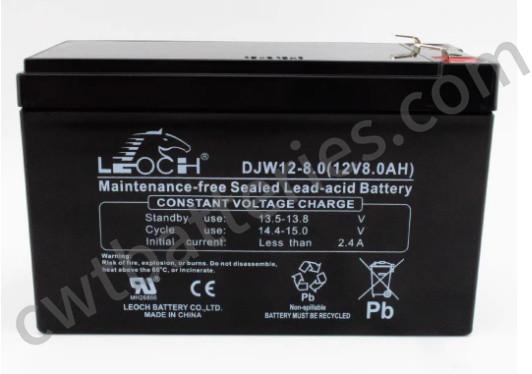 LEOCH®
DJW12-8.0(12V8.0AH)
Maintenance-free Sealed Lead-acid Battery
CONSTANT VOLTAGE CHARGE
Standby use: 13.5-13.8 V
Cycle use: 14.4-15.0 V
Initial current: Less than 2.4 A
Warning:
Risk of fire, explosion, or burns. Do not disassemble,
heat above the 60°C, or incinerate.
MH26866
CE
LEOCH BATTERY CO.,LTD.
MADE IN CHINA
Pb
Non-spillable
BATTERY MUST BE RECYCLED
Pb
cwtbatteries.com